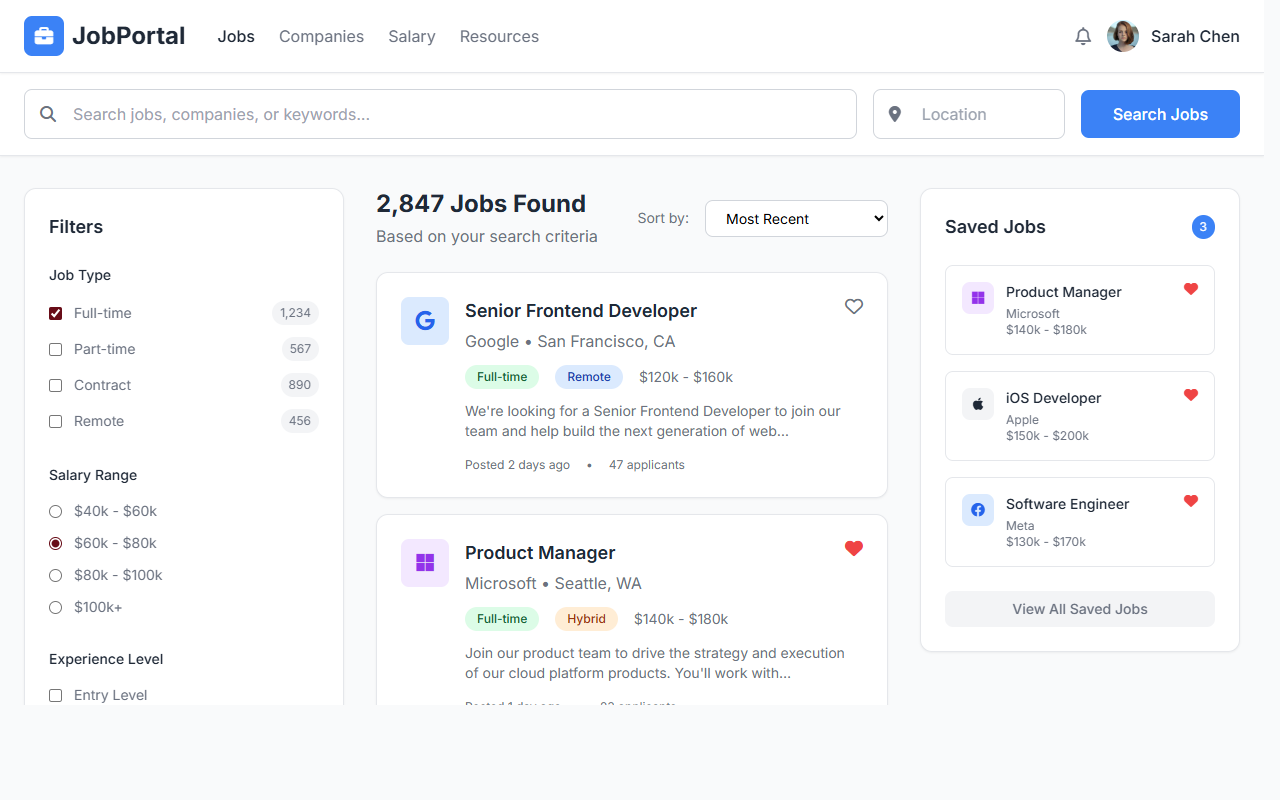 JobPortal
Jobs
Companies
Salary
Resources
Sarah Chen
Search jobs, companies, or keywords...
Location
Search Jobs
Filters
Job Type
Full-time 1,234
Part-time 567
Contract 890
Remote 456
Salary Range
$40k - $60k
$60k - $80k
$80k - $100k
$100k+
Experience Level
Entry Level
2,847 Jobs Found
Based on your search criteria
Sort by: Most Recent
Senior Frontend Developer
Google • San Francisco, CA
Full-time Remote $120k - $160k
We're looking for a Senior Frontend Developer to join our
team and help build the next generation of web...
Posted 2 days ago • 47 applicants
Product Manager
Microsoft • Seattle, WA
Full-time Hybrid $140k - $180k
Join our product team to drive the strategy and execution
of our cloud platform products. You'll work with...
Posted 1 day ago applicants
Saved Jobs 3
Product Manager
Microsoft
$140k - $180k
iOS Developer
Apple
$150k - $200k
Software Engineer
Meta
$130k - $170k
View All Saved Jobs